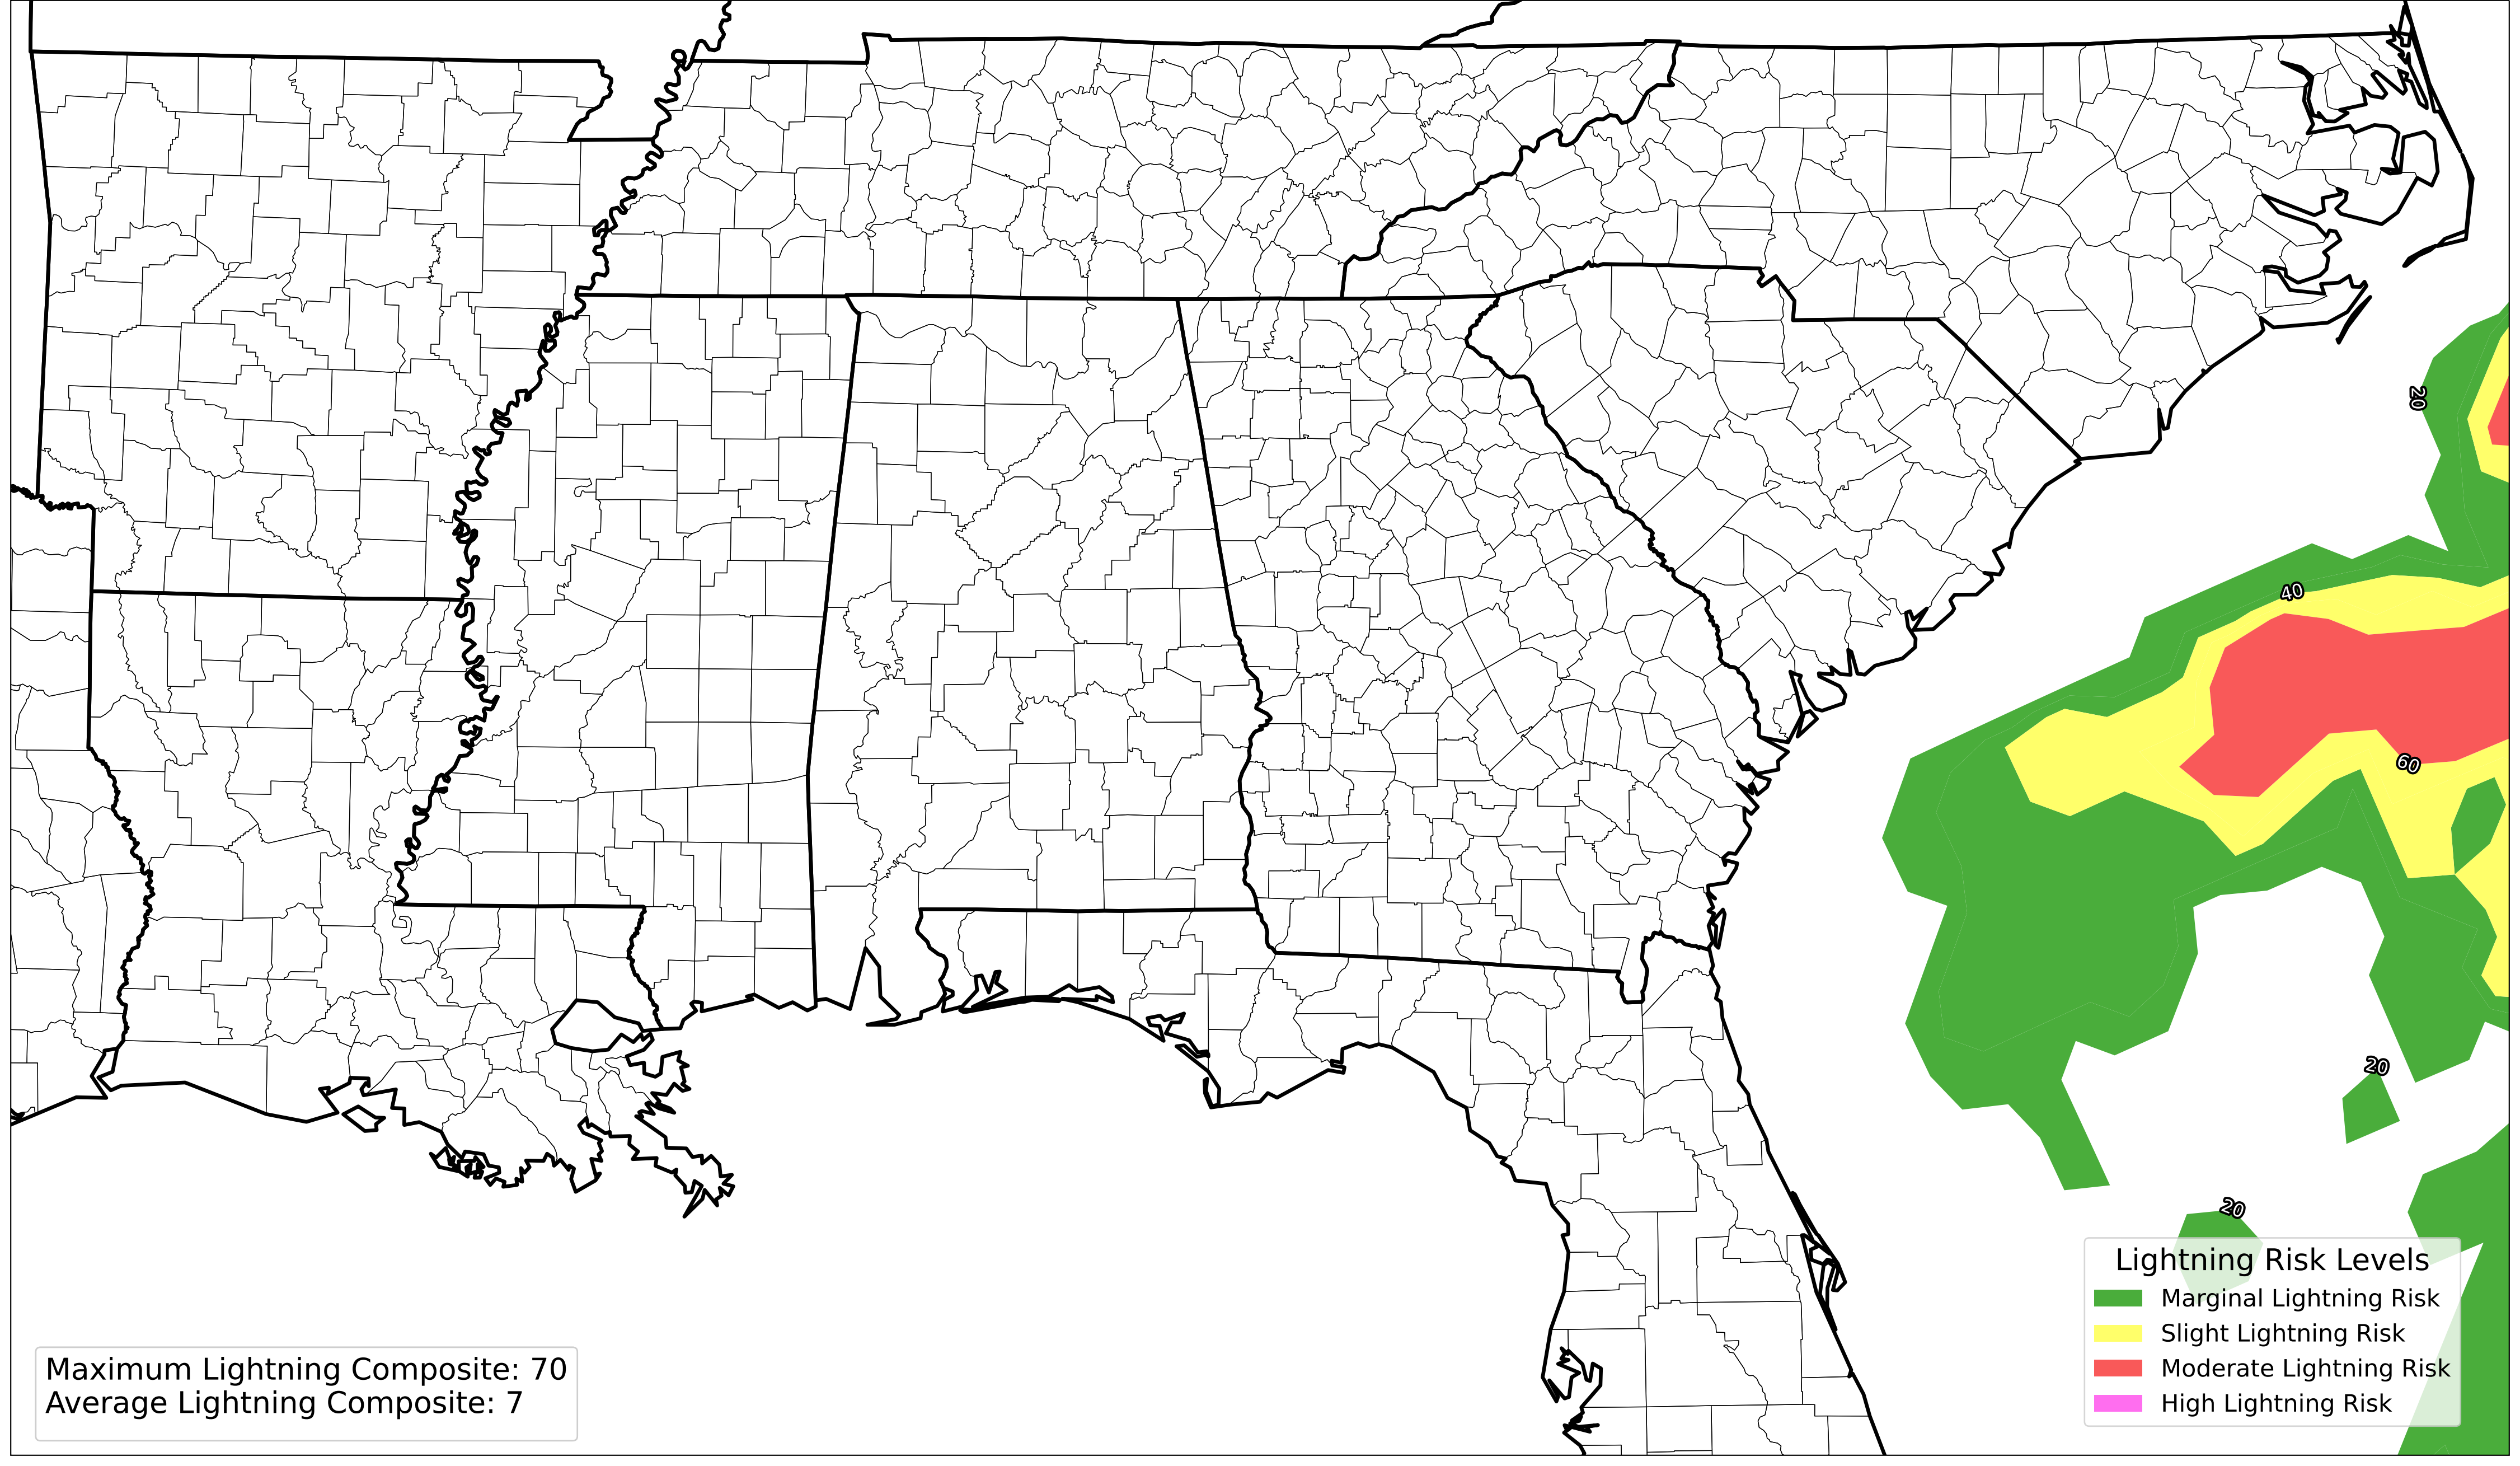 20
40
60
20
20
Lightning Risk Levels
Marginal Lightning Risk
Slight Lightning Risk
Moderate Lightning Risk
High Lightning Risk
Maximum Lightning Composite: 70
Average Lightning Composite: 7